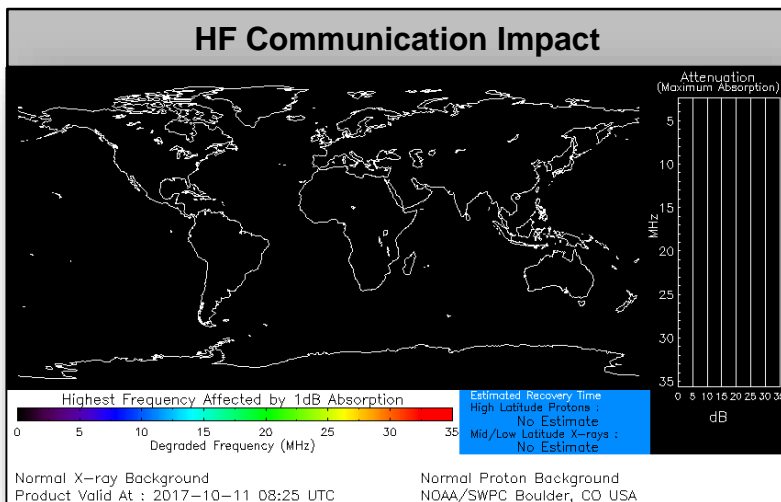 HF Communication Impact
Attenuation
(Maximum Absorption)
5
10
15
20
25
30
35
MHz
0 5 10 15 20 25 30 35
dB
Highest Frequency Affected by 1dB Absorption
0 5 10 15 20 25 30 35
Degraded Frequency (MHz)
Estimated Recovery Time
High Latitude Protons :
No Estimate
Mid/Low Latitude X-rays :
No Estimate
Normal X-ray Background
Product Valid At : 2017-10-11 08:25 UTC
Normal Proton Background
NOAA/SWPC Boulder, CO USA